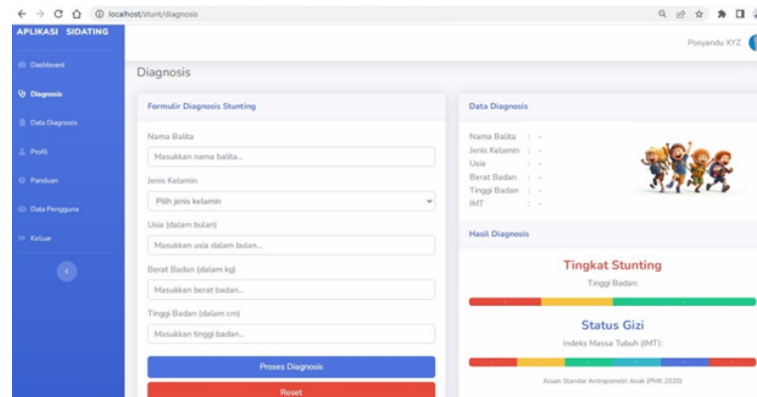 localhost/stunt/diagnosis
APLIKASI SIDATING
Posyandu XYZ
Dashboard
Diagnosis
Data Diagnosis
Profil
Panduan
Data Pengguna
Keluar
Diagnosis
Formulir Diagnosis Stunting
Nama Balita
Masukkan nama balita...
Jenis Kelamin
Pilih jenis kelamin
Usia (dalam bulan)
Masukkan usia dalam bulan...
Berat Badan (dalam kg)
Masukkan berat badan...
Tinggi Badan (dalam cm)
Masukkan tinggi badan...
Proses Diagnosis
Reset
Data Diagnosis
Nama Balita : -
Jenis Kelamin : -
Usia : -
Berat Badan : -
Tinggi Badan : -
IMT : -
Hasil Diagnosis
Tingkat Stunting
Tinggi Badan:
Status Gizi
Indeks Massa Tubuh (IMT):
Acuan Standar Antropometri Anak (PMK 2020)